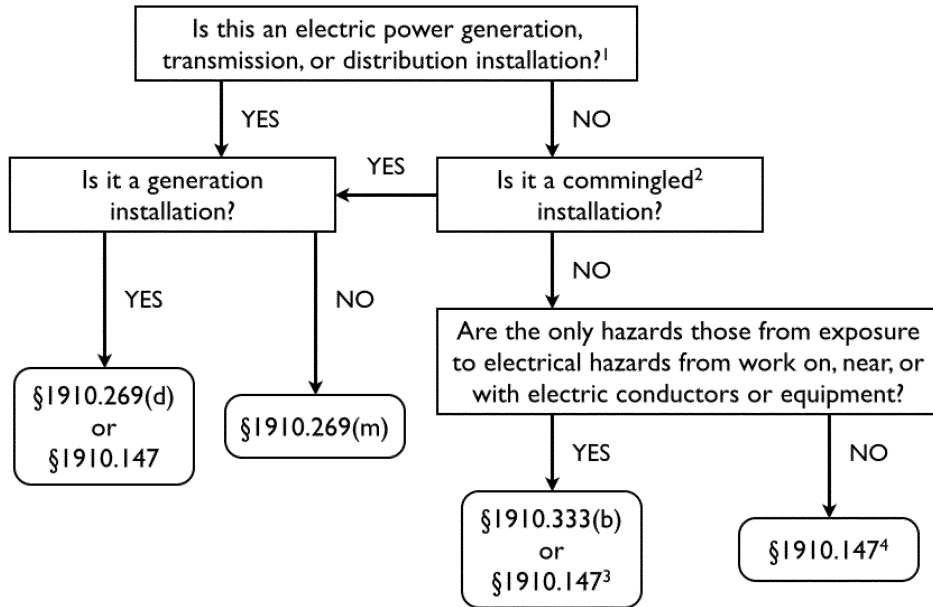 Is this an electric power generation,
transmission, or distribution installation?¹
YES
NO
Is it a generation
installation?
YES
Is it a commingled²
installation?
YES
NO
NO
Are the only hazards those from exposure
to electrical hazards from work on, near, or
with electric conductors or equipment?
§1910.269(d)
or
§1910.147
§1910.269(m)
YES
NO
§1910.333(b)
or
§1910.147³
§1910.147⁴